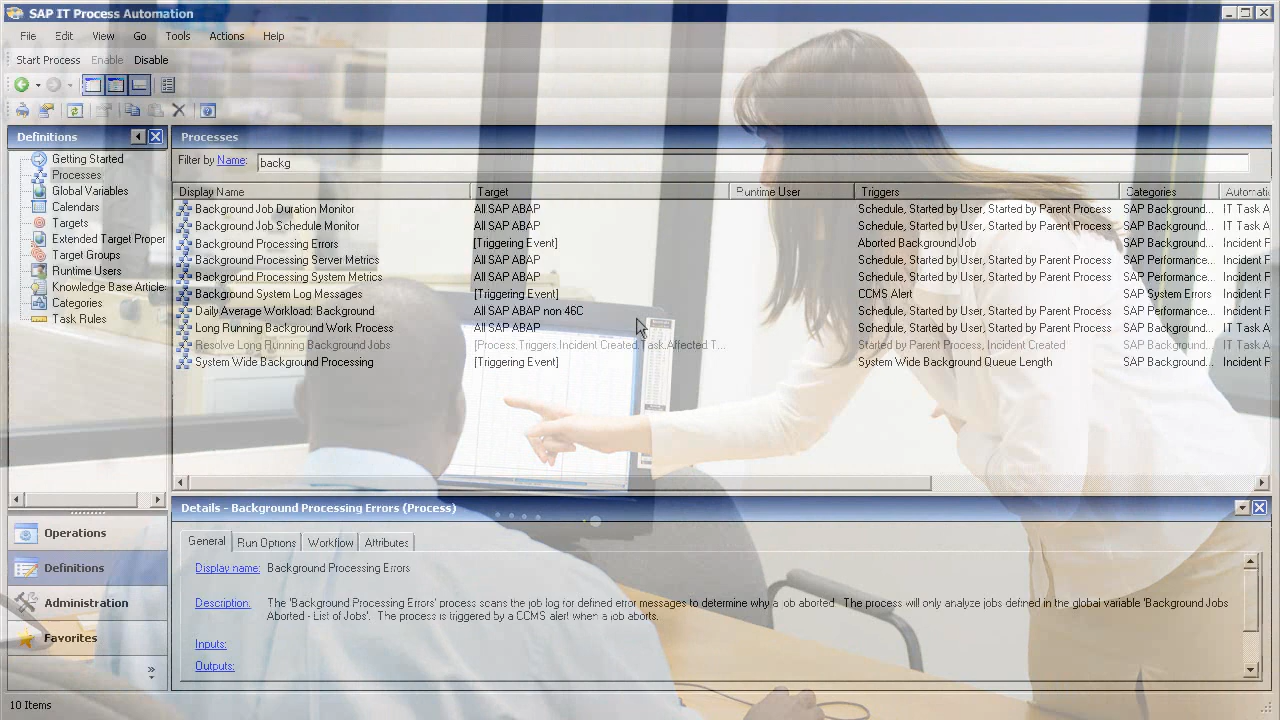 SAP IT Process Automation
File Edit View Go Tools Actions Help
Start Process Enable Disable
Definitions
Getting Started
Processes
Global Variables
Calendars
Targets
Extended Target Proper
Target Groups
Runtime Users
Knowledge Base Article
Categories
Task Rules
Operations
Definitions
Administration
Favorites
Processes
Filter by Name: backg
Display Name Target Runtime User Triggers Categories Automati
Background Job Duration Monitor All SAP ABAP Schedule, Started by User, Started by Parent Process SAP Background... IT Task A
Background Job Schedule Monitor All SAP ABAP Schedule, Started by User, Started by Parent Process SAP Background... IT Task A
Background Processing Errors [Triggering Event] Aborted Background Job SAP Background... Incident F
Background Processing Server Metrics All SAP ABAP Schedule, Started by User, Started by Parent Process SAP Performance... Incident F
Background Processing System Metrics All SAP ABAP Schedule, Started by User, Started by Parent Process SAP Performance... Incident F
Background System Log Messages [Triggering Event] CCMS Alert SAP System Errors Incident F
Daily Average Workload: Background All SAP ABAP non 46C Schedule, Started by User, Started by Parent Process SAP Performance... Incident F
Long Running Background Work Process All SAP ABAP Schedule, Started by User, Started by Parent Process SAP Background... IT Task A
Resolve Long Running Background Jobs [Process.Triggers.Incident Created.Task.Affected T... Started by Parent Process, Incident Created SAP Background... IT Task A
System Wide Background Processing [Triggering Event] System Wide Background Queue Length SAP Background... Incident F
Details - Background Processing Errors (Process)
General Run Options Workflow Attributes
Display name: Background Processing Errors
Description: The 'Background Processing Errors' process scans the job log for defined error messages to determine why a job aborted. The process will only analyze jobs defined in the global variable 'Background Jobs
Aborted - List of Jobs'. The process is triggered by a CCMS alert when a job aborts.
Inputs:
Outputs:
10 Items